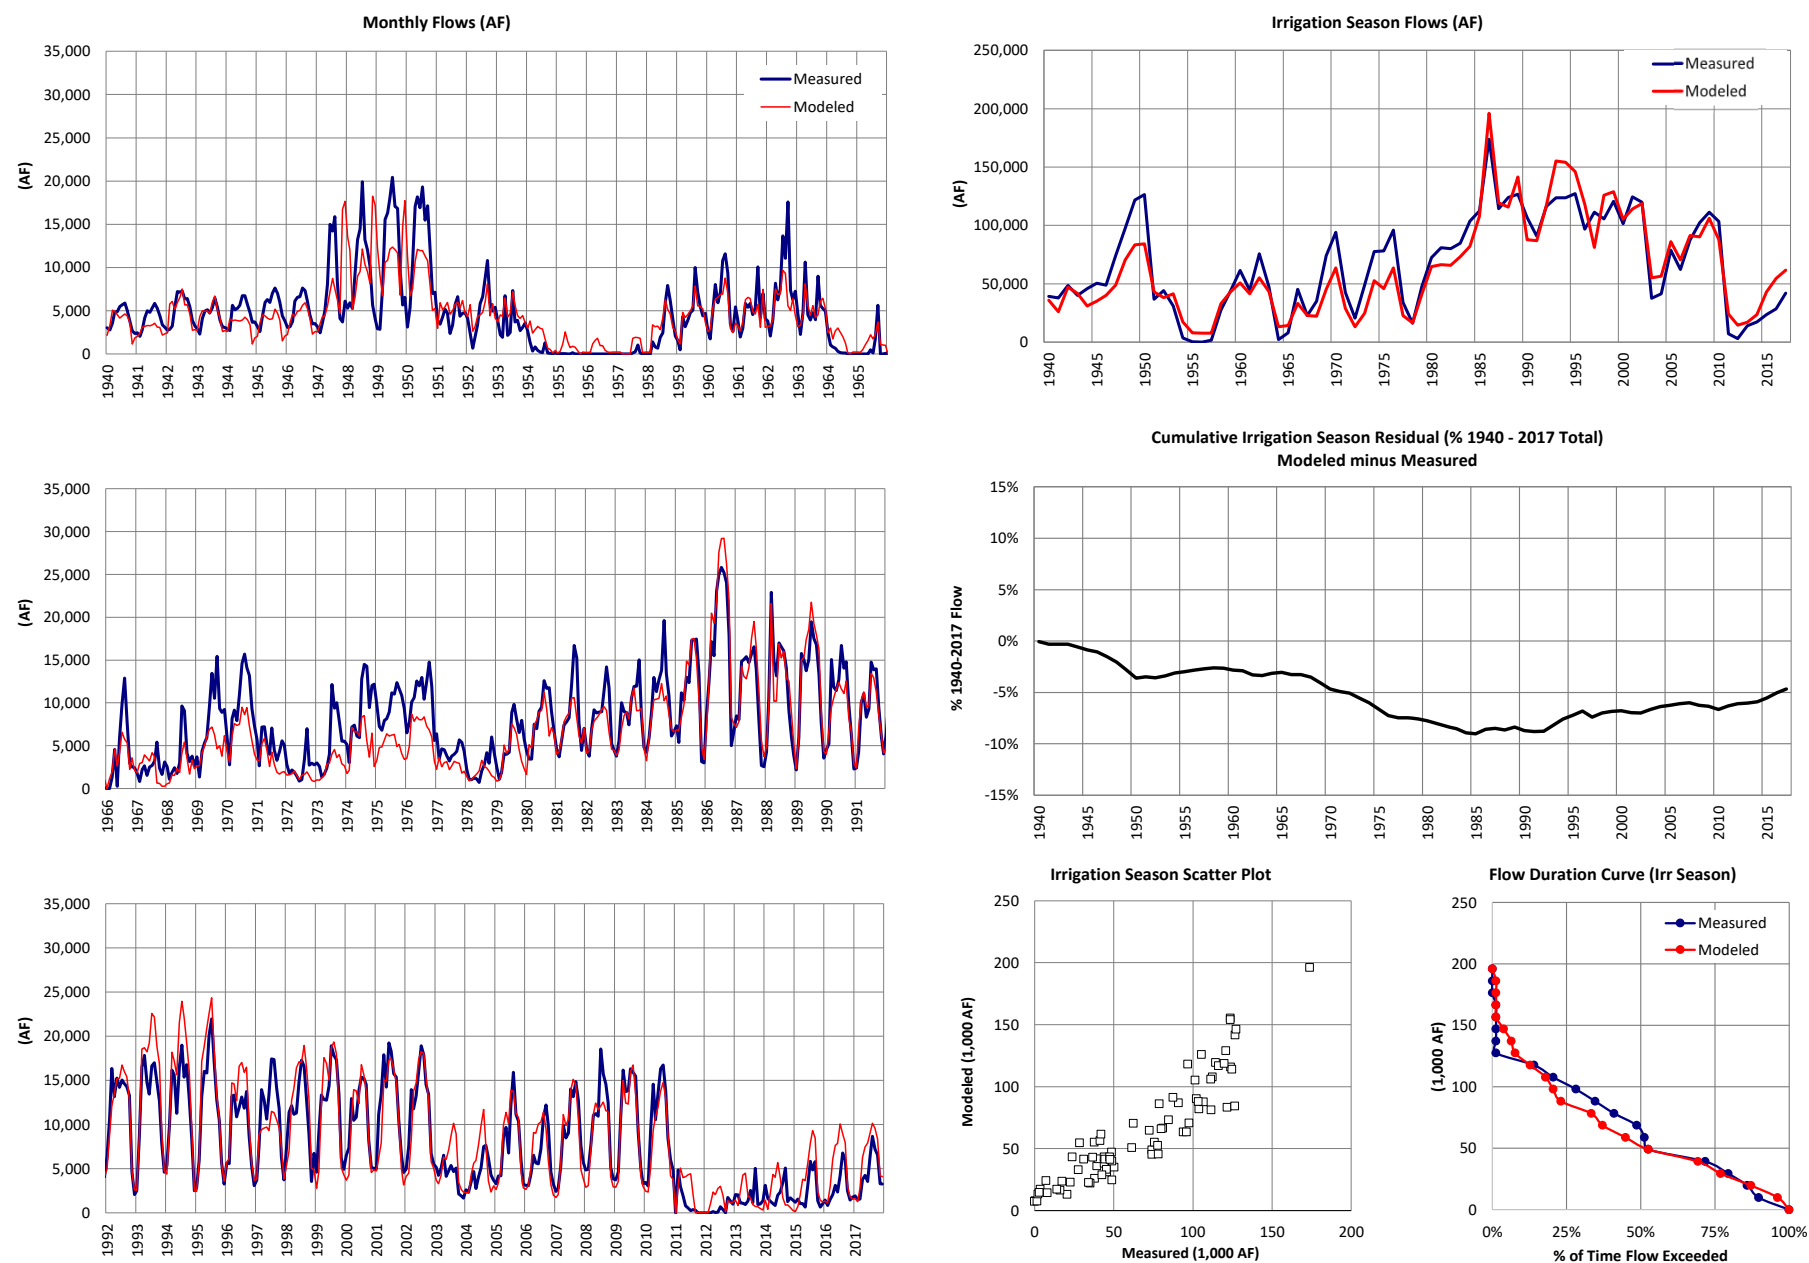 Monthly Flows (AF)
35,000
30,000
25,000
20,000
15,000
10,000
5,000
0
(AF)
Measured
Modeled
1940 1941 1942 1943 1944 1945 1946 1947 1948 1949 1950 1951 1952 1953 1954 1955 1956 1957 1958 1959 1960 1961 1962 1963 1964 1965
35,000
30,000
25,000
20,000
15,000
10,000
5,000
0
(AF)
1966 1967 1968 1969 1970 1971 1972 1973 1974 1975 1976 1977 1978 1979 1980 1981 1982 1983 1984 1985 1986 1987 1988 1989 1990 1991
35,000
30,000
25,000
20,000
15,000
10,000
5,000
0
(AF)
1992 1993 1994 1995 1996 1997 1998 1999 2000 2001 2002 2003 2004 2005 2006 2007 2008 2009 2010 2011 2012 2013 2014 2015 2016 2017
Irrigation Season Flows (AF)
250,000
200,000
150,000
100,000
50,000
0
(AF)
Measured
Modeled
1940 1945 1950 1955 1960 1965 1970 1975 1980 1985 1990 1995 2000 2005 2010 2015
Cumulative Irrigation Season Residual (% 1940 - 2017 Total)
Modeled minus Measured
15%
10%
5%
0%
-5%
-10%
-15%
% 1940-2017 Flow
1940 1945 1950 1955 1960 1965 1970 1975 1980 1985 1990 1995 2000 2005 2010 2015
Irrigation Season Scatter Plot
250
200
150
100
50
0
Modeled (1,000 AF)
0 50 100 150 200
Measured (1,000 AF)
Flow Duration Curve (Irr Season)
250
200
150
100
50
0
(1,000 AF)
Measured
Modeled
0% 25% 50% 75% 100%
% of Time Flow Exceeded